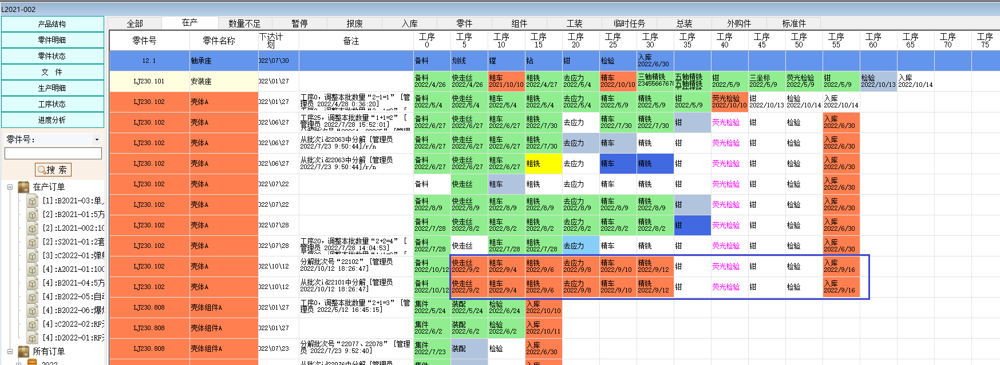 L2021-002
产品结构
零件明细
零件状态
文 件
生产明细
工序状态
进度分析
零件号：
搜 索
在产订单
[1]:B2021-03:单
[2]:B2021-01:5方
[2]:L2021-002:10
[2]:S2021-01:2套
[3]:C2022-01:弹
[4]:A2021-01:100
[4]:B2021-04:5方
[4]:B2022-05:自动
[4]:B2022-06:爆
[4]:C2022-02:RF
[4]:D2022-01:RF
所有订单
2022
全部 在产 数量不足 暂停 报废 入库 零件 组件 工装 临时任务 总装 外购件 标准件
零件号 零件名称 下达计划 备注 工序 0 工序 5 工序 10 工序 15 工序 20 工序 25 工序 30 工序 35 工序 40 工序 45 工序 50 工序 55 工序 60 工序 65 工序 70 工序 75
12.1 轴承座 022\07\30 备料 划线 镗 钻 钳 检验 入库 2022/6/30
LJ230.101 安装座 022\01\27 备料 2022/4/26 快走丝 2022/4/26 粗车 2021/10/10 粗铣 2022/4/27 去应力 2022/5/4 精车 2022/10/10 三轴精铣 2345566767 五轴精铣 五轴精铣 钳 2022/5/9 三坐标 2022/5/9 荧光检验 2022/5/9 钳 2022/5/9 检验 2022/10/13 入库 2022/10/14
LJ230.102 壳体A 022\01\27 工序0，调整本批数量“2-1=1” [管理员 2022/4/28 0:36:20] 备料 2022/5/4 快走丝 2022/5/4 粗车 2022/5/4 粗铣 2022/5/4 去应力 2022/5/4 精车 2022/5/9 精铣 2022/5/9 钳 2022/5/9 荧光检验 2022/10/10 钳 2022/10/13 检验 2022/10/14 入库 2022/10/14
LJ230.102 壳体A 022\06\27 工序25，调整本批数量“1+1=2” [管理员 2022/7/28 15:52:01] 备料 2022/6/27 快走丝 2022/6/27 粗车 2022/6/27 粗铣 2022/7/30 去应力 精车 2022/7/30 精铣 2022/7/30 钳 荧光检验 钳 检验 入库 2022/6/30
LJ230.102 壳体A 022\06\27 从批次id22063中分解 [管理员 2022/7/23 9:50:44]/r/n 备料 2022/6/27 快走丝 2022/6/27 粗车 2022/6/27 粗铣 2022/7/30 去应力 精车 精铣 钳 荧光检验 钳 检验 入库 2022/6/30
LJ230.102 壳体A 022\06\27 从批次id22063中分解 [管理员 2022/7/23 9:50:44]/r/n 备料 2022/6/27 快走丝 2022/6/27 粗车 2022/6/27 粗铣 去应力 精车 精铣 钳 荧光检验 钳 检验 入库 2022/6/30
LJ230.102 壳体A 022\07\22 备料 快走丝 粗车 粗铣 去应力 精车 精铣 钳 荧光检验 钳 检验 入库 2022/6/30
LJ230.102 壳体A 022\07\22 备料 2022/8/9 快走丝 2022/8/9 粗车 2022/8/9 粗铣 2022/8/9 去应力 2022/8/9 精车 2022/8/9 精铣 2022/8/9 钳 荧光检验 钳 检验 入库 2022/6/30
LJ230.102 壳体A 022\07\28 备料 2022/7/28 快走丝 2022/8/2 粗车 2022/8/2 粗铣 2022/8/2 去应力 2022/8/2 精车 2022/8/2 精铣 2022/8/2 钳 荧光检验 钳 检验 入库 2022/6/30
LJ230.102 壳体A 022\07\28 工序20，调整本批数量“2+2=4” [管理员 2022/7/28 14:04:53] 备料 2022/7/28 快走丝 粗车 2022/7/28 粗铣 2022/7/28 去应力 精车 精铣 钳 荧光检验 钳 检验 入库 2022/6/30
LJ230.102 壳体A 022\10\12 分解批次号“22102” [管理员 2022/10/12 18:26:47] 备料 2022/10/12 快走丝 2022/9/2 粗车 2022/9/4 粗铣 2022/9/6 去应力 2022/9/8 精车 2022/9/10 精铣 2022/9/12 钳 荧光检验 钳 检验 入库 2022/9/16
LJ230.102 壳体A 022\10\12 从批次id22101中分解 [管理员 2022/10/12 18:26:47] 备料 2022/10/12 快走丝 2022/9/2 粗车 2022/9/4 粗铣 2022/9/6 去应力 2022/9/8 精车 2022/9/10 精铣 2022/9/12 钳 荧光检验 钳 检验 入库 2022/9/16
LJ230.808 壳体组件A 022\01\27 工序0，调整本批数量“2+1=3” [管理员 2022/5/12 16:45:15] 集件 2022/5/24 装配 2022/5/24 检验 2022/6/24 入库 2022/10/10
LJ230.808 壳体组件A 022\01\27 集件 2022/6/2 装配 2022/6/2 检验 2022/6/2 入库 2022/10/11
LJ230.808 壳体组件A 022\07\23 分解批次号“22077、22078” [管理员 2022/7/23 9:52:40] 集件 2022/7/23 装配 检验 入库 2022/6/30
从批次id22076中分解 [管理员 集件 入库